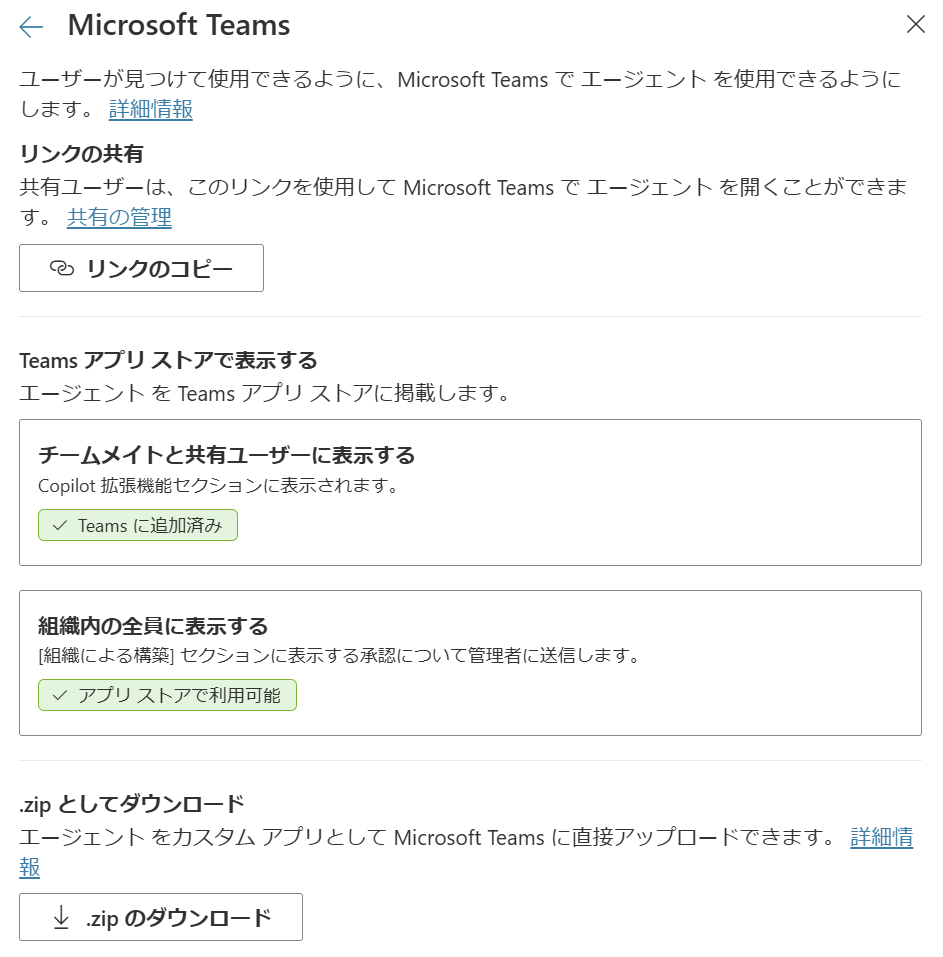 Microsoft Teams
ユーザーが見つけて使用できるように、Microsoft Teams で エージェント を使用できるように
します。 詳細情報
リンクの共有
共有ユーザーは、このリンクを使用して Microsoft Teams で エージェント を開くことができま
す。 共有の管理
リンクのコピー
Teams アプリ ストアで表示する
エージェント を Teams アプリ ストアに掲載します。
チームメイトと共有ユーザーに表示する
Copilot 拡張機能セクションに表示されます。
Teams に追加済み
組織内の全員に表示する
[組織による構築] セクションに表示する承認について管理者に送信します。
アプリ ストアで利用可能
.zip としてダウンロード
エージェント をカスタム アプリとして Microsoft Teams に直接アップロードできます。 詳細情
報
.zip のダウンロード